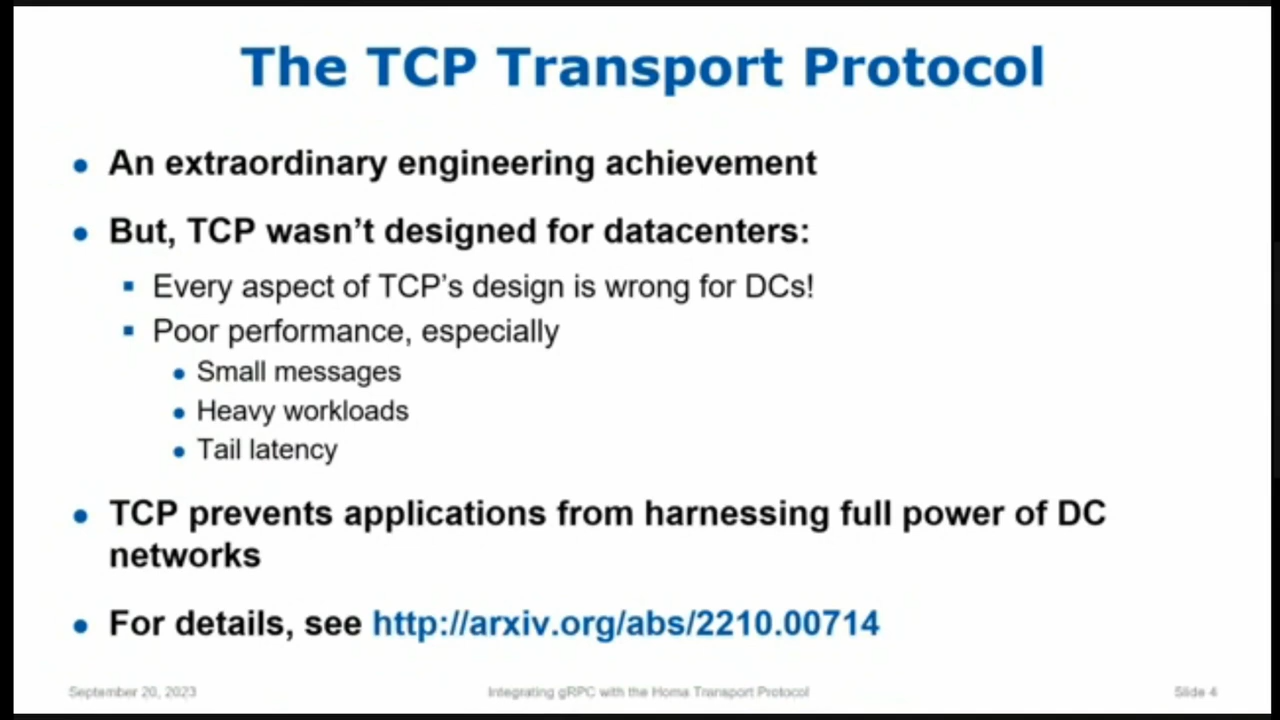 The TCP Transport Protocol
An extraordinary engineering achievement
But, TCP wasn't designed for datacenters:
Every aspect of TCP's design is wrong for DCs!
Poor performance, especially
Small messages
Heavy workloads
Tail latency
TCP prevents applications from harnessing full power of DC
networks
For details, see http://arxiv.org/abs/2210.00714
September 20, 2023
Integrating gRPC with the Homa Transport Protocol
Slide 4